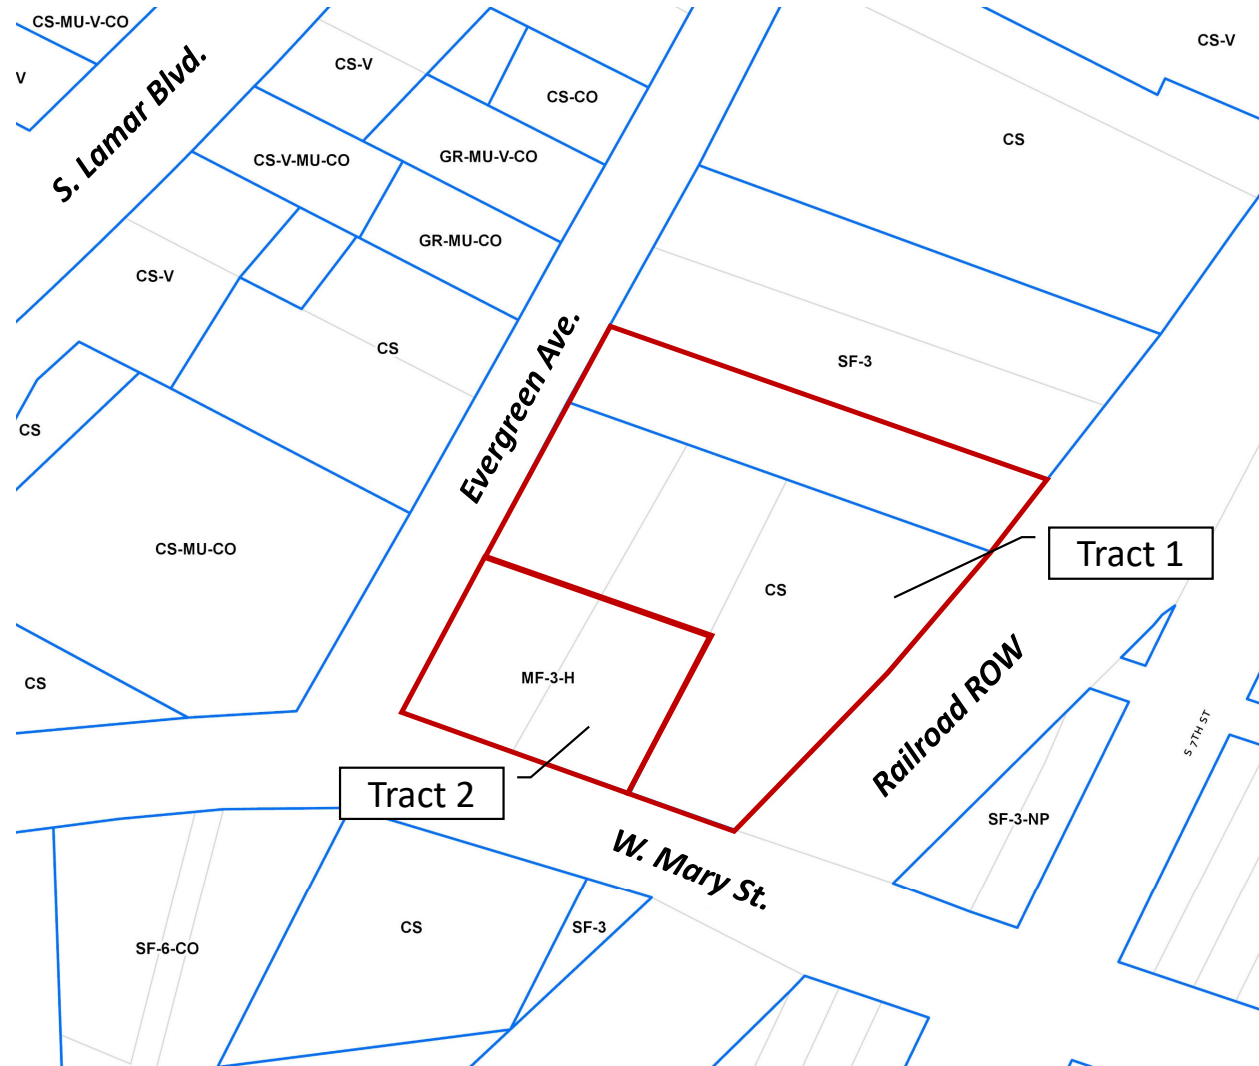 CS-MU-V-CO
CS-V
V
CS-V
S. Lamar Blvd.
CS-CO
CS
CS-V-MU-CO
GR-MU-V-CO
GR-MU-CO
CS-V
CS
SF-3
Evergreen Ave.
CS
CS-MU-CO
Tract 1
CS
MF-3-H
CS
Railroad ROW
S 7TH ST
Tract 2
SF-3-NP
W. Mary St.
CS
SF-3
SF-6-CO